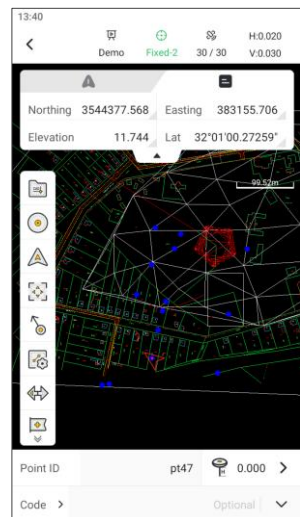 13:40
H:0.020
Demo Fixed-2 30 / 30 V:0.030
Northing 3544377.568 Easting 383155.706
Elevation 11.744 Lat 32°01'00.27259"
99.52m
Point ID pt47 0.000
Code Optional